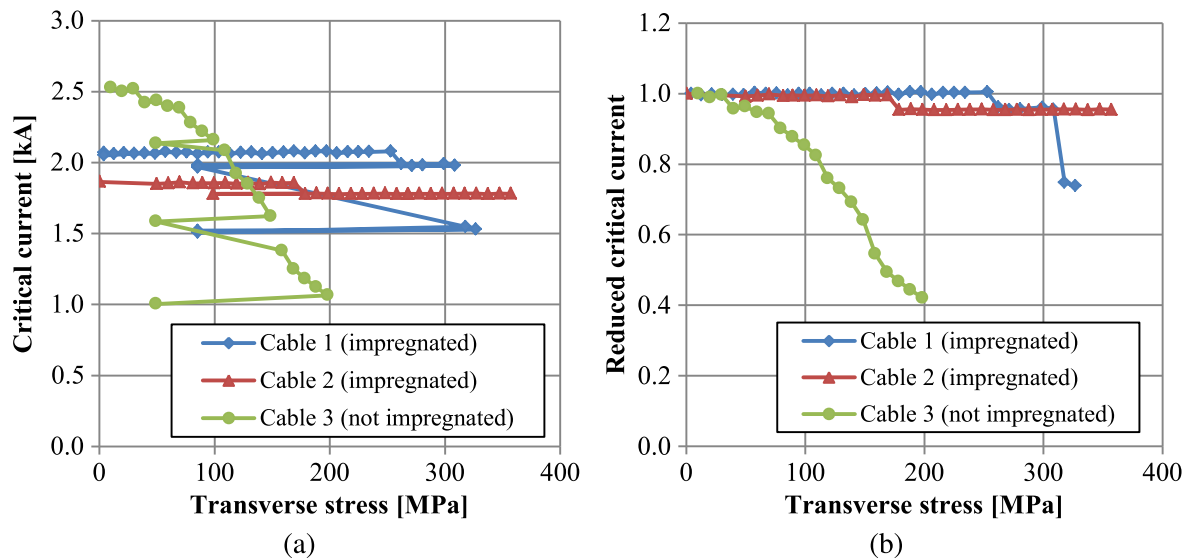 Critical current [kA]
3.0
2.5
2.0
1.5
1.0
0.5
0.0
0
100
200
300
400
Transverse stress [MPa]
Cable 1 (impregnated)
Cable 2 (impregnated)
Cable 3 (not impregnated)
(a)
Reduced critical current
1.2
1.0
0.8
0.6
0.4
0.2
0.0
0
100
200
300
400
Transverse stress [MPa]
Cable 1 (impregnated)
Cable 2 (impregnated)
Cable 3 (not impregnated)
(b)